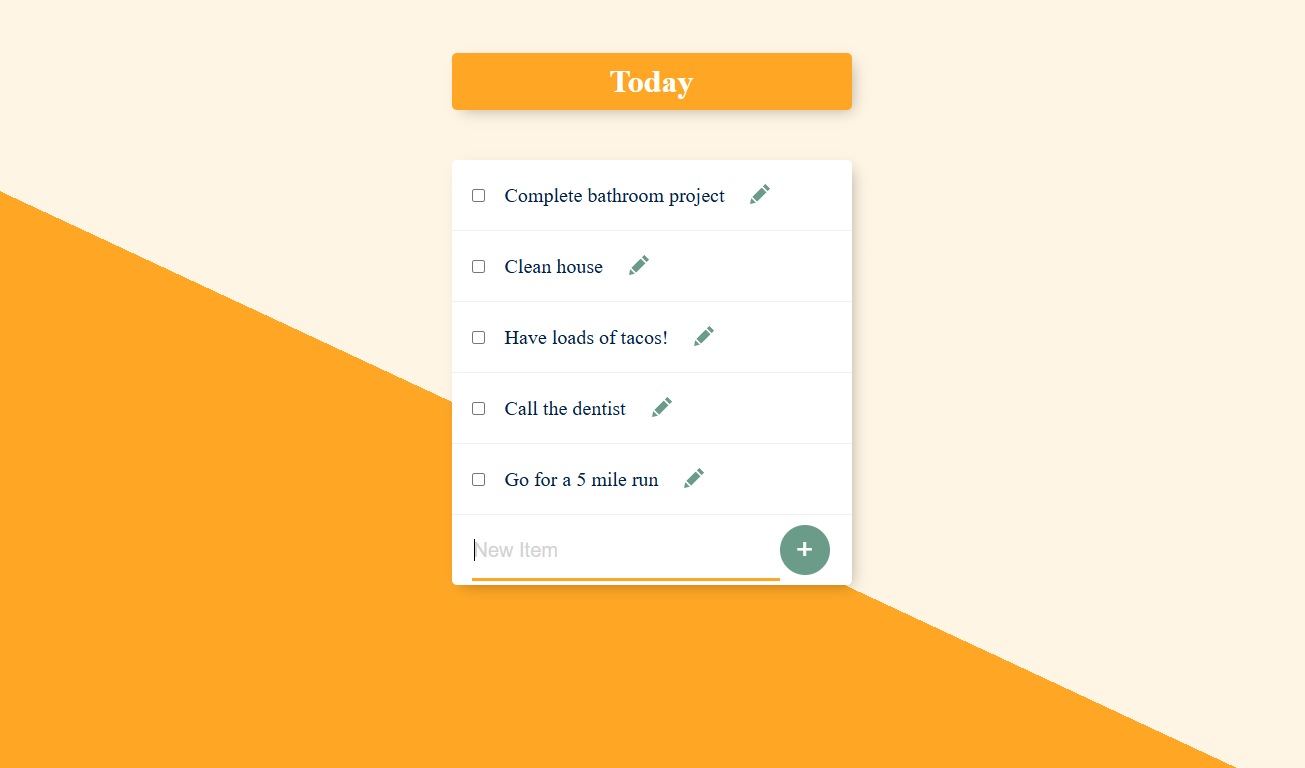 Today
Complete bathroom project
Clean house
Have loads of tacos!
Call the dentist
Go for a 5 mile run
New Item +